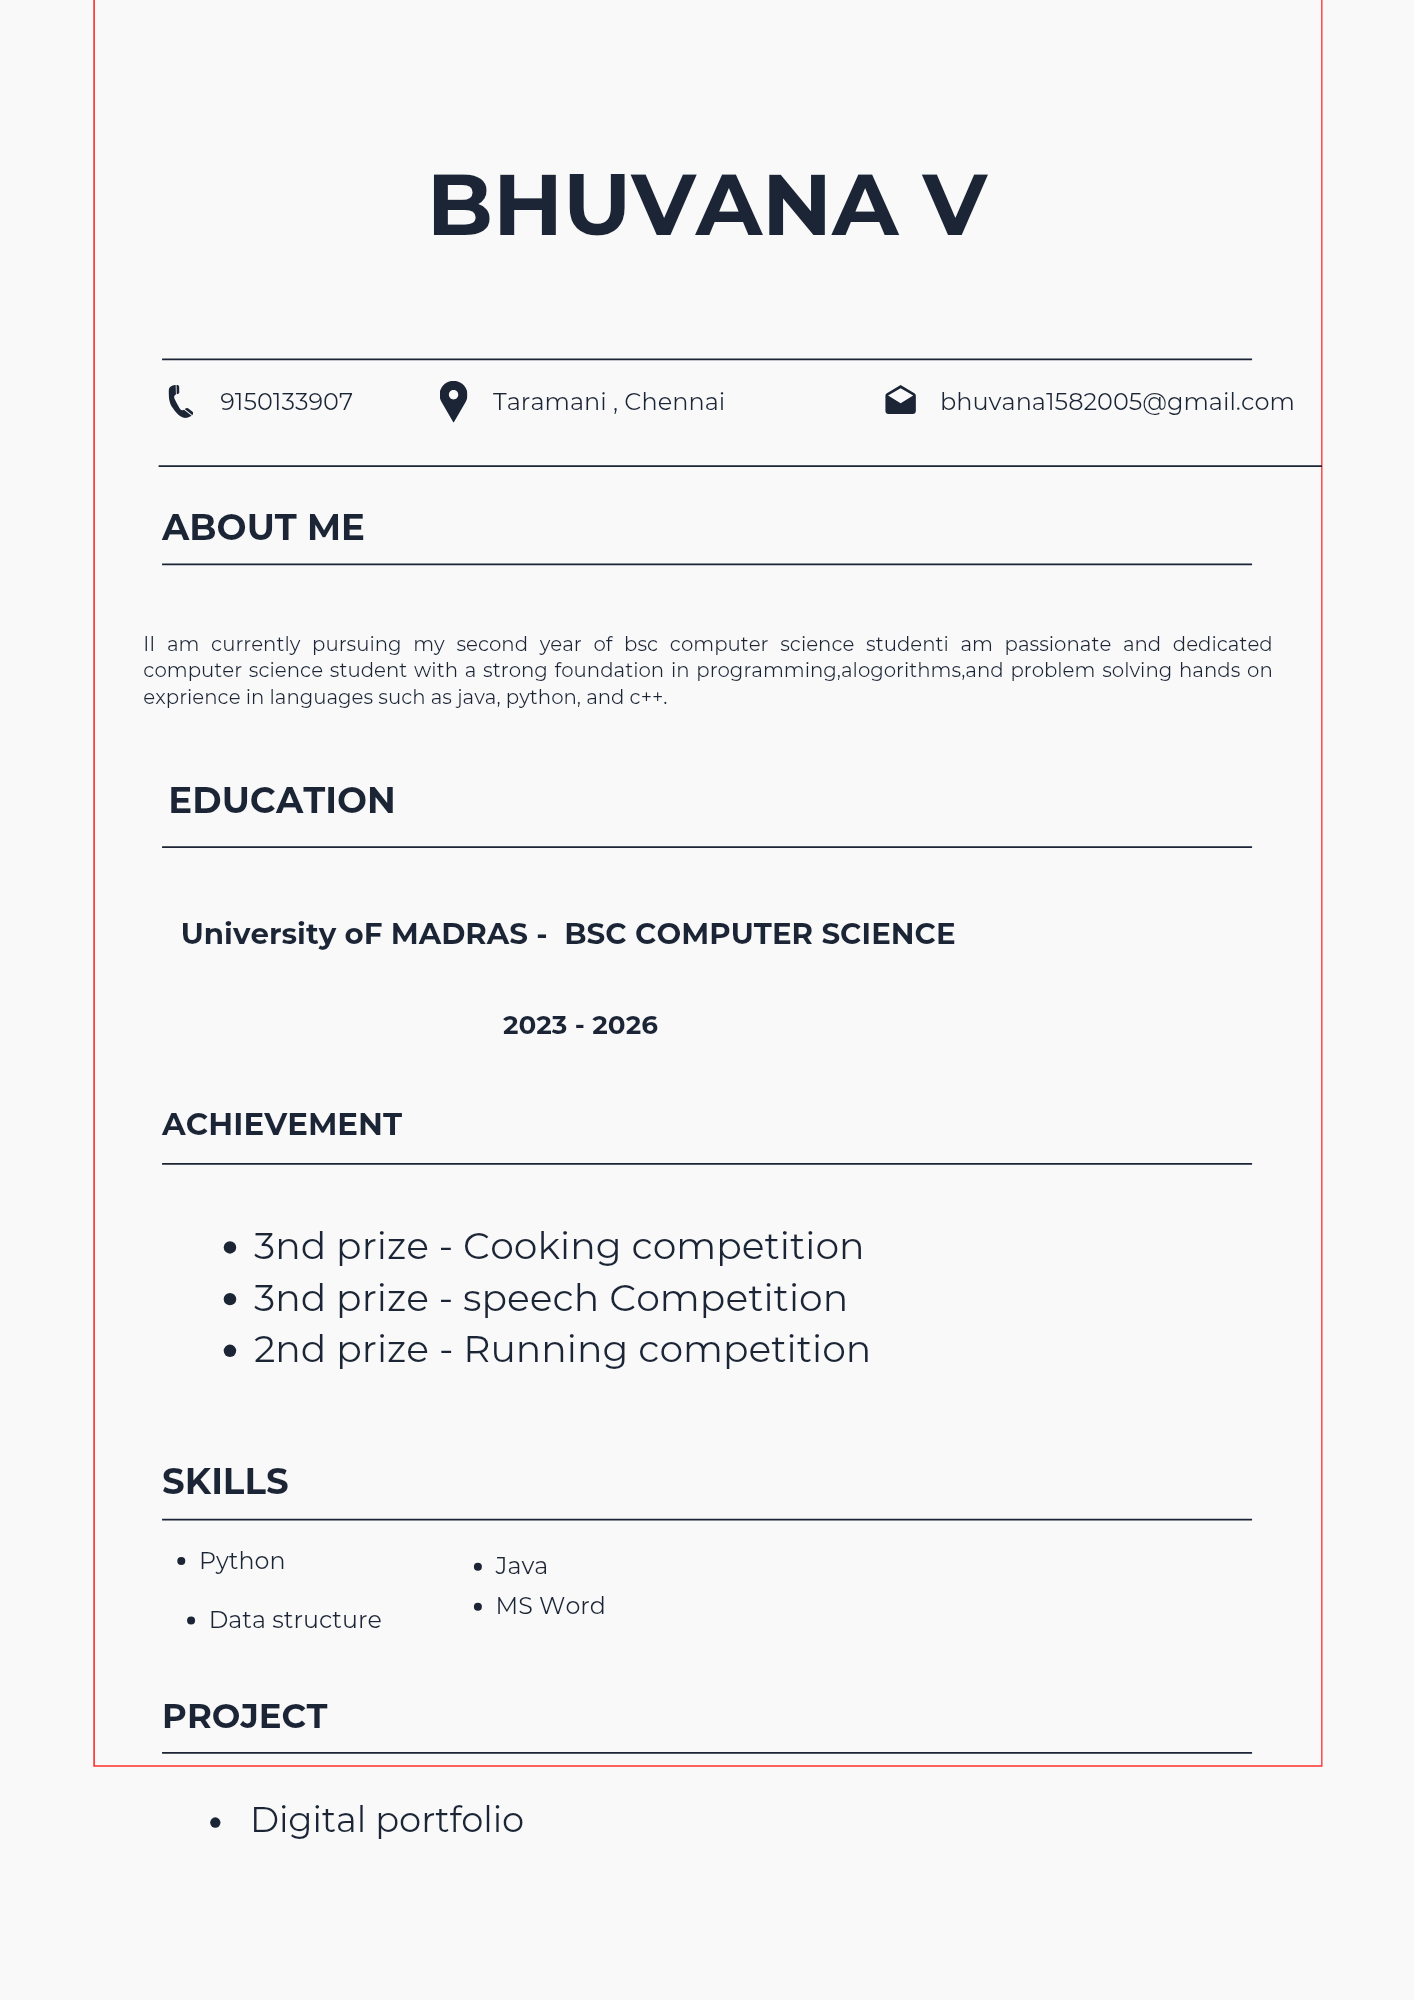 BHUVANA V
9150133907 Taramani , Chennai bhuvana1582005@gmail.com
ABOUT ME
II am currently pursuing my second year of bsc computer science studenti am passionate and dedicated
computer science student with a strong foundation in programming,alogorithms,and problem solving hands on
exprience in languages such as java, python, and c++.
EDUCATION
University oF MADRAS - BSC COMPUTER SCIENCE
2023 - 2026
ACHIEVEMENT
• 3nd prize - Cooking competition
• 3nd prize - speech Competition
• 2nd prize - Running competition
SKILLS
• Python
• Data structure
• Java
• MS Word
PROJECT
• Digital portfolio